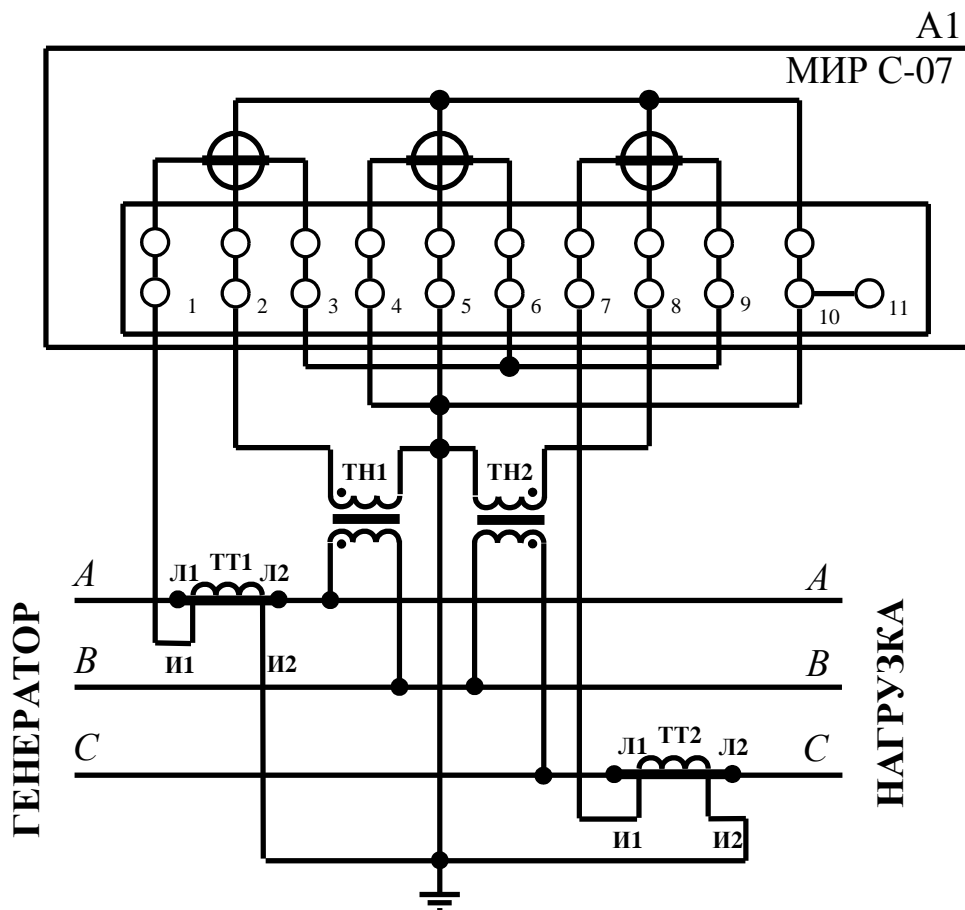 А1
МИР С-07
1 2 3 4 5 6 7 8 9 10 11
ТН1 ТН2
A Л1 ТТ1 Л2 A
И1 И2
B B
C Л1 ТТ2 Л2 C
И1 И2
ГЕНЕРАТОР
НАГРУЗКА